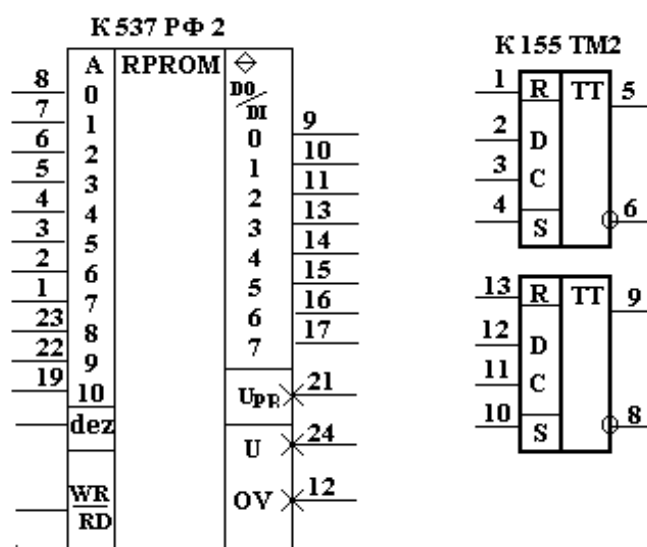 К 537 РФ 2
A RPROM
DO/DI
8 0
7 1
6 2
5 3
4 4
3 5
2 6
1 7
23 8
22 9
19 10
9 0
10 1
11 2
13 3
14 4
15 5
16 6
17 7
dez
WR/RD
UPR 21
U 24
OV 12
К 155 ТМ2
1 R TT 5
2 D
3 C
4 S 6
13 R TT 9
12 D
11 C
10 S 8